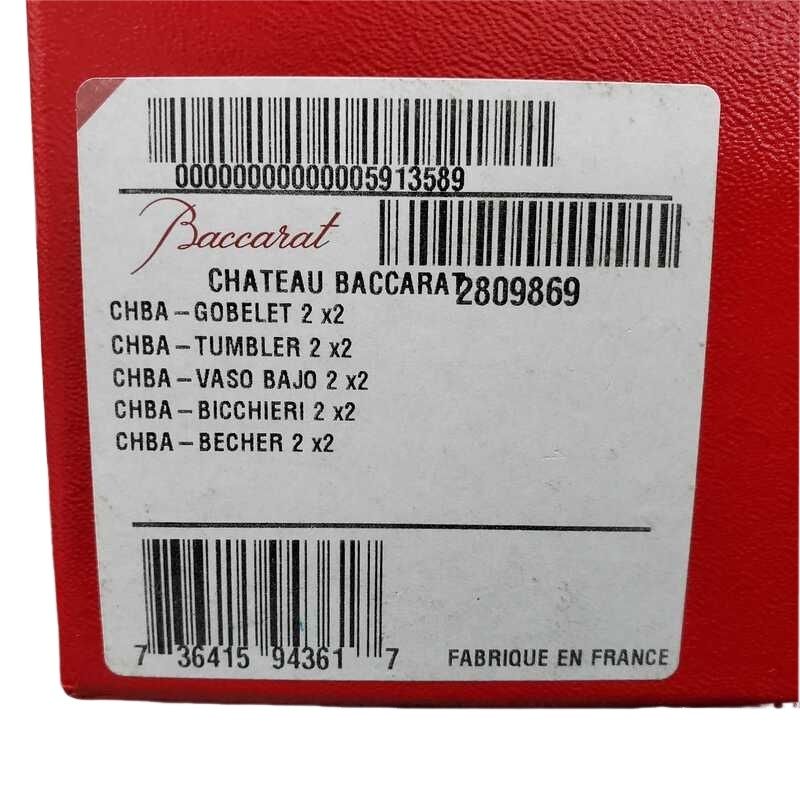 00000000000005913589
Baccarat
CHATEAU BACCARAT
2809869
CHBA-GOBELET 2 x2
CHBA-TUMBLER 2 x2
CHBA-VASO BAJO 2 x2
CHBA-BICCHIERI 2 x2
CHBA-BECHER 2 x2
7 36415 94361 7
FABRIQUE EN FRANCE